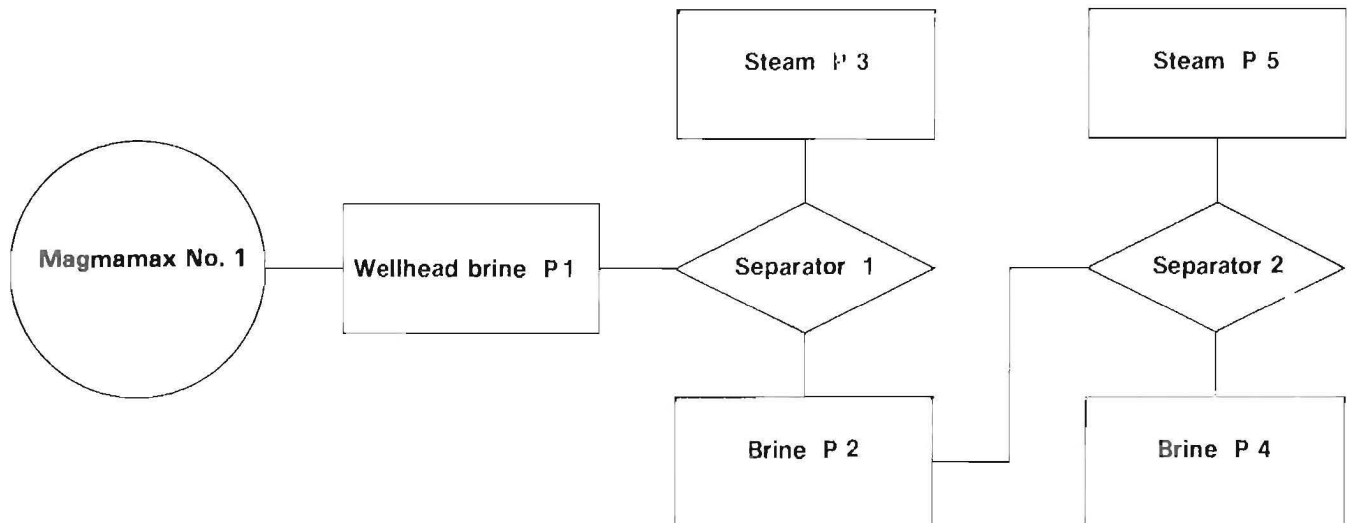 Magmamax No. 1
Wellhead brine P 1
Steam P 3
Separator 1
Brine P 2
Steam P 5
Separator 2
Brine P 4